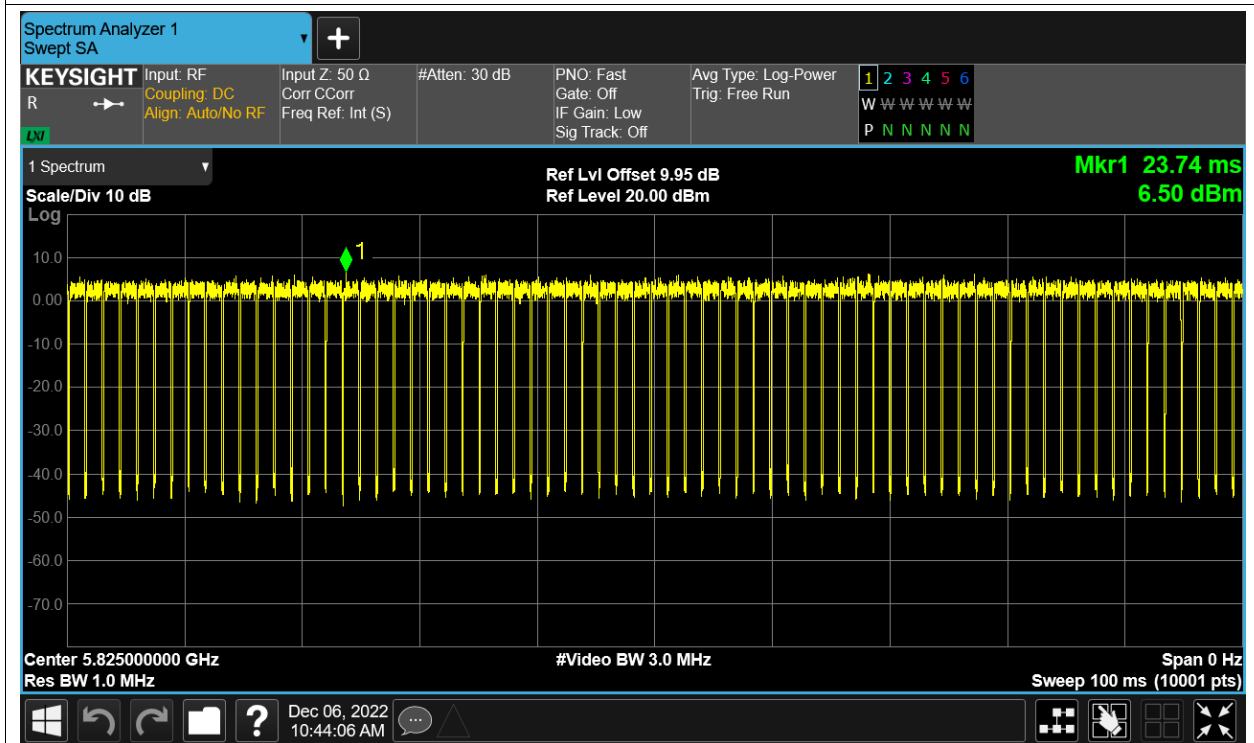 Spectrum Analyzer 1
Swept SA
+
KEYSIGHT
R
LXI
Input: RF
Coupling: DC
Align: Auto/No RF
Input Z: 50 Ω
Corr CCorr
Freq Ref: Int (S)
#Atten: 30 dB
PNO: Fast
Gate: Off
IF Gain: Low
Sig Track: Off
Avg Type: Log-Power
Trig: Free Run
1 2 3 4 5 6
W W W W W W
P N N N N N
1 Spectrum
Scale/Div 10 dB
Ref Lvl Offset 9.95 dB
Ref Level 20.00 dBm
Mkr1 23.74 ms
6.50 dBm
Log
1
10.0
0.00
-10.0
-20.0
-30.0
-40.0
-50.0
-60.0
-70.0
Center 5.825000000 GHz
#Video BW 3.0 MHz
Span 0 Hz
Res BW 1.0 MHz
Sweep 100 ms (10001 pts)
?
Dec 06, 2022
10:44:06 AM